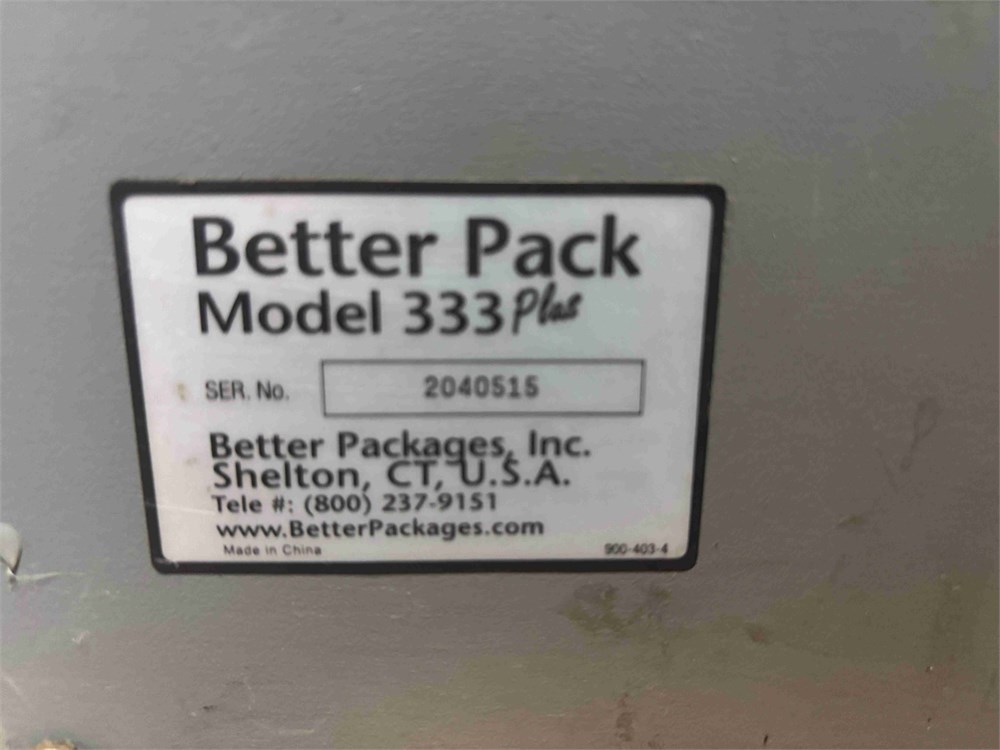 Better Pack
Model 333 Plus
SER. No. 2040515
Better Packages, Inc.
Shelton, CT, U.S.A.
Tele #: (800) 237-9151
www.BetterPackages.com
Made in China 900-403-4